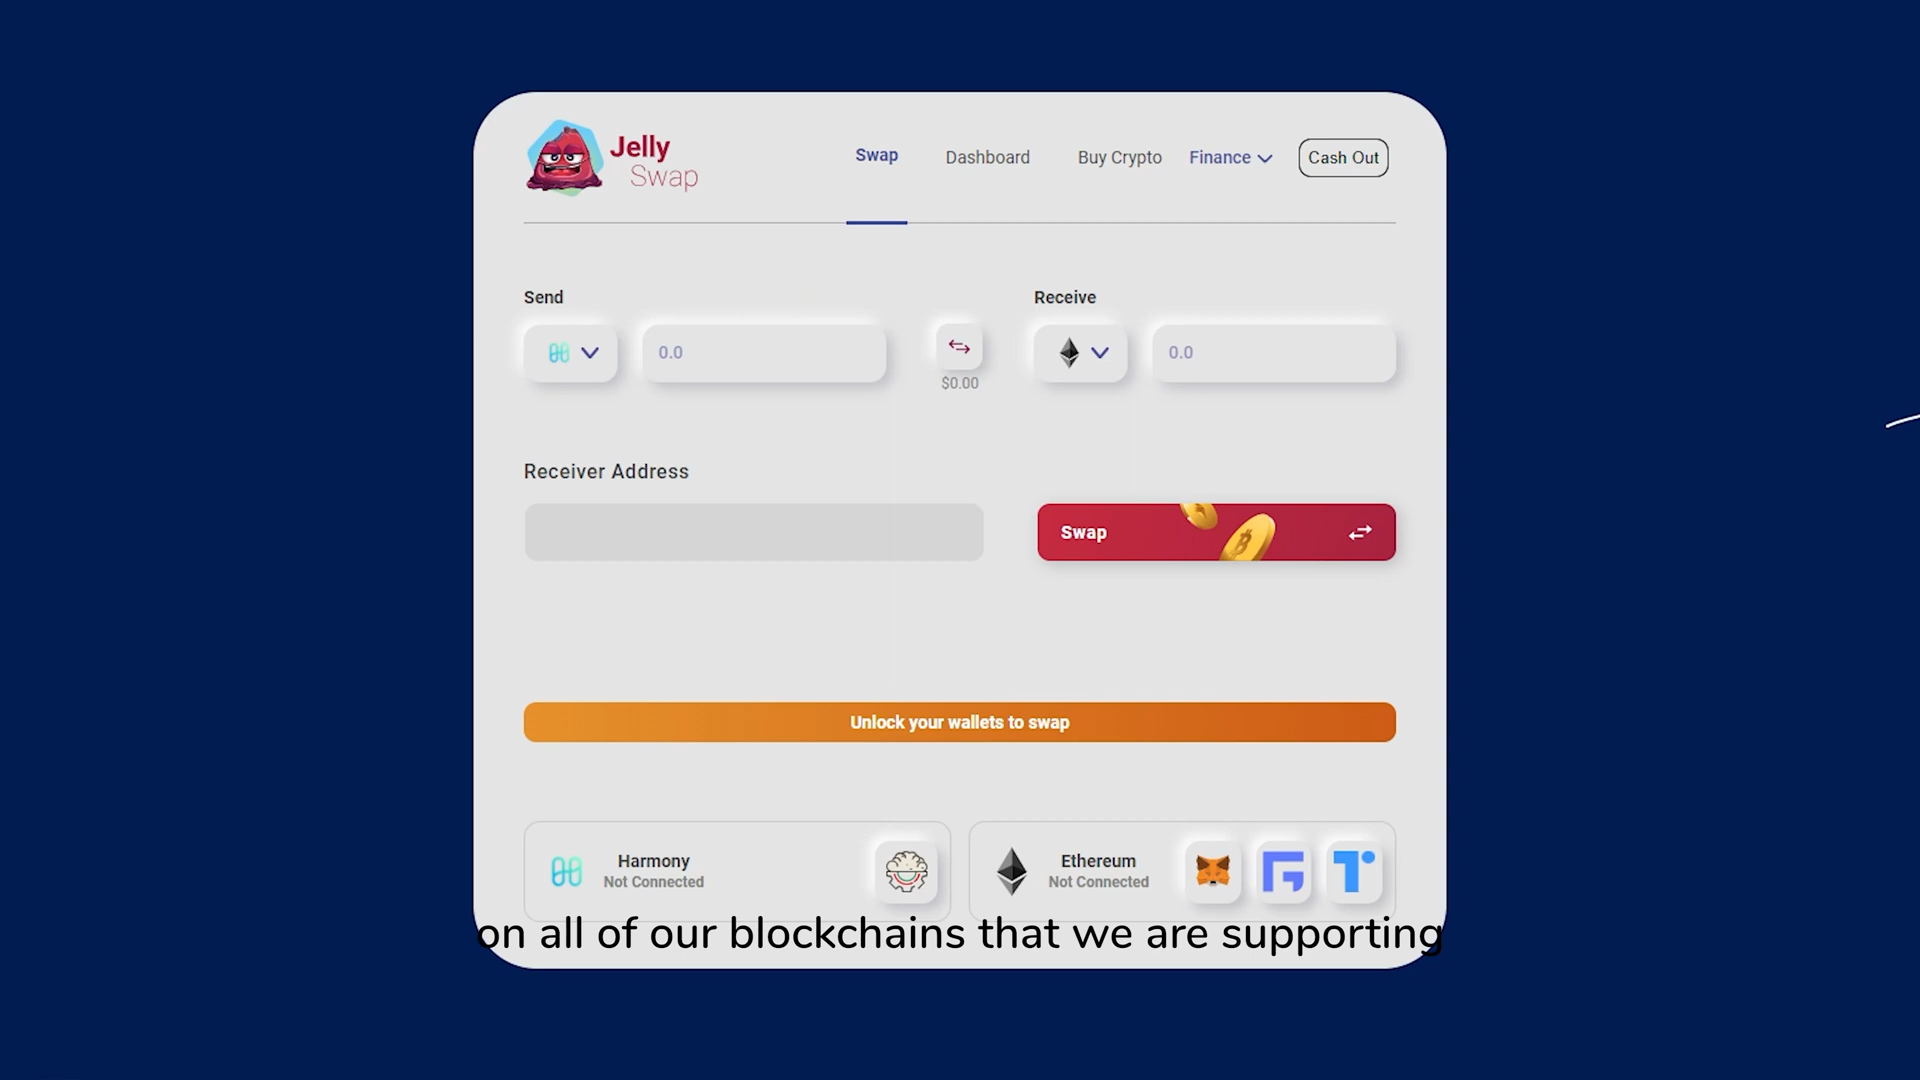 Jelly
Swap
Swap
Dashboard
Buy Crypto
Finance
Cash Out
Send
Receive
0.0
$0.00
0.0
Receiver Address
Swap
Unlock your wallets to swap
Harmony
Not Connected
Ethereum
Not Connected
on all of our blockchains that we are supporting